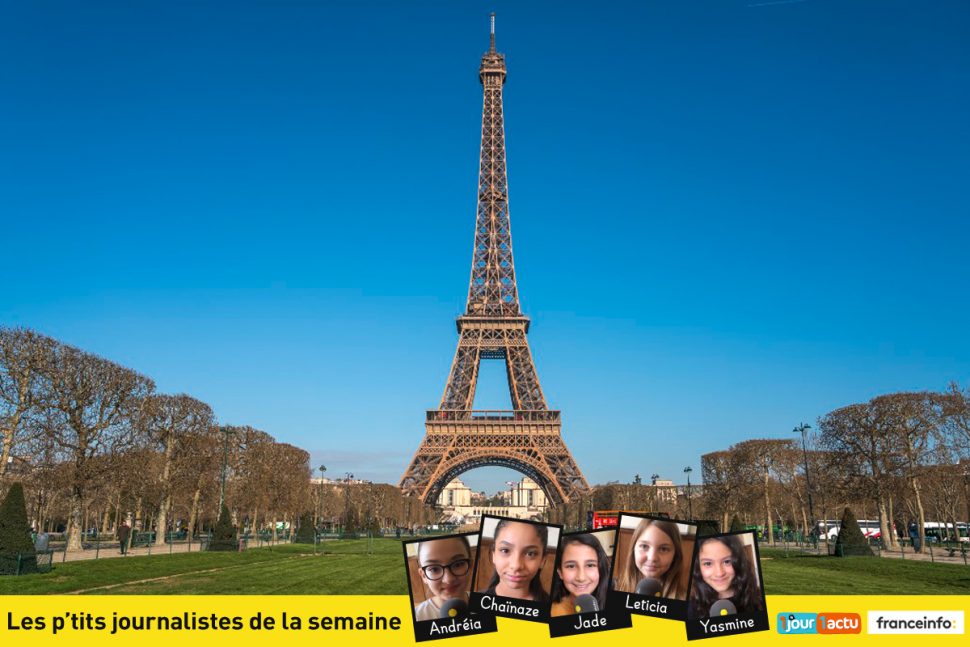 Les p'tits journalistes de la semaine
Andréia
Chaïnaze
Jade
Leticia
Yasmine
1jour1actu
franceinfo: